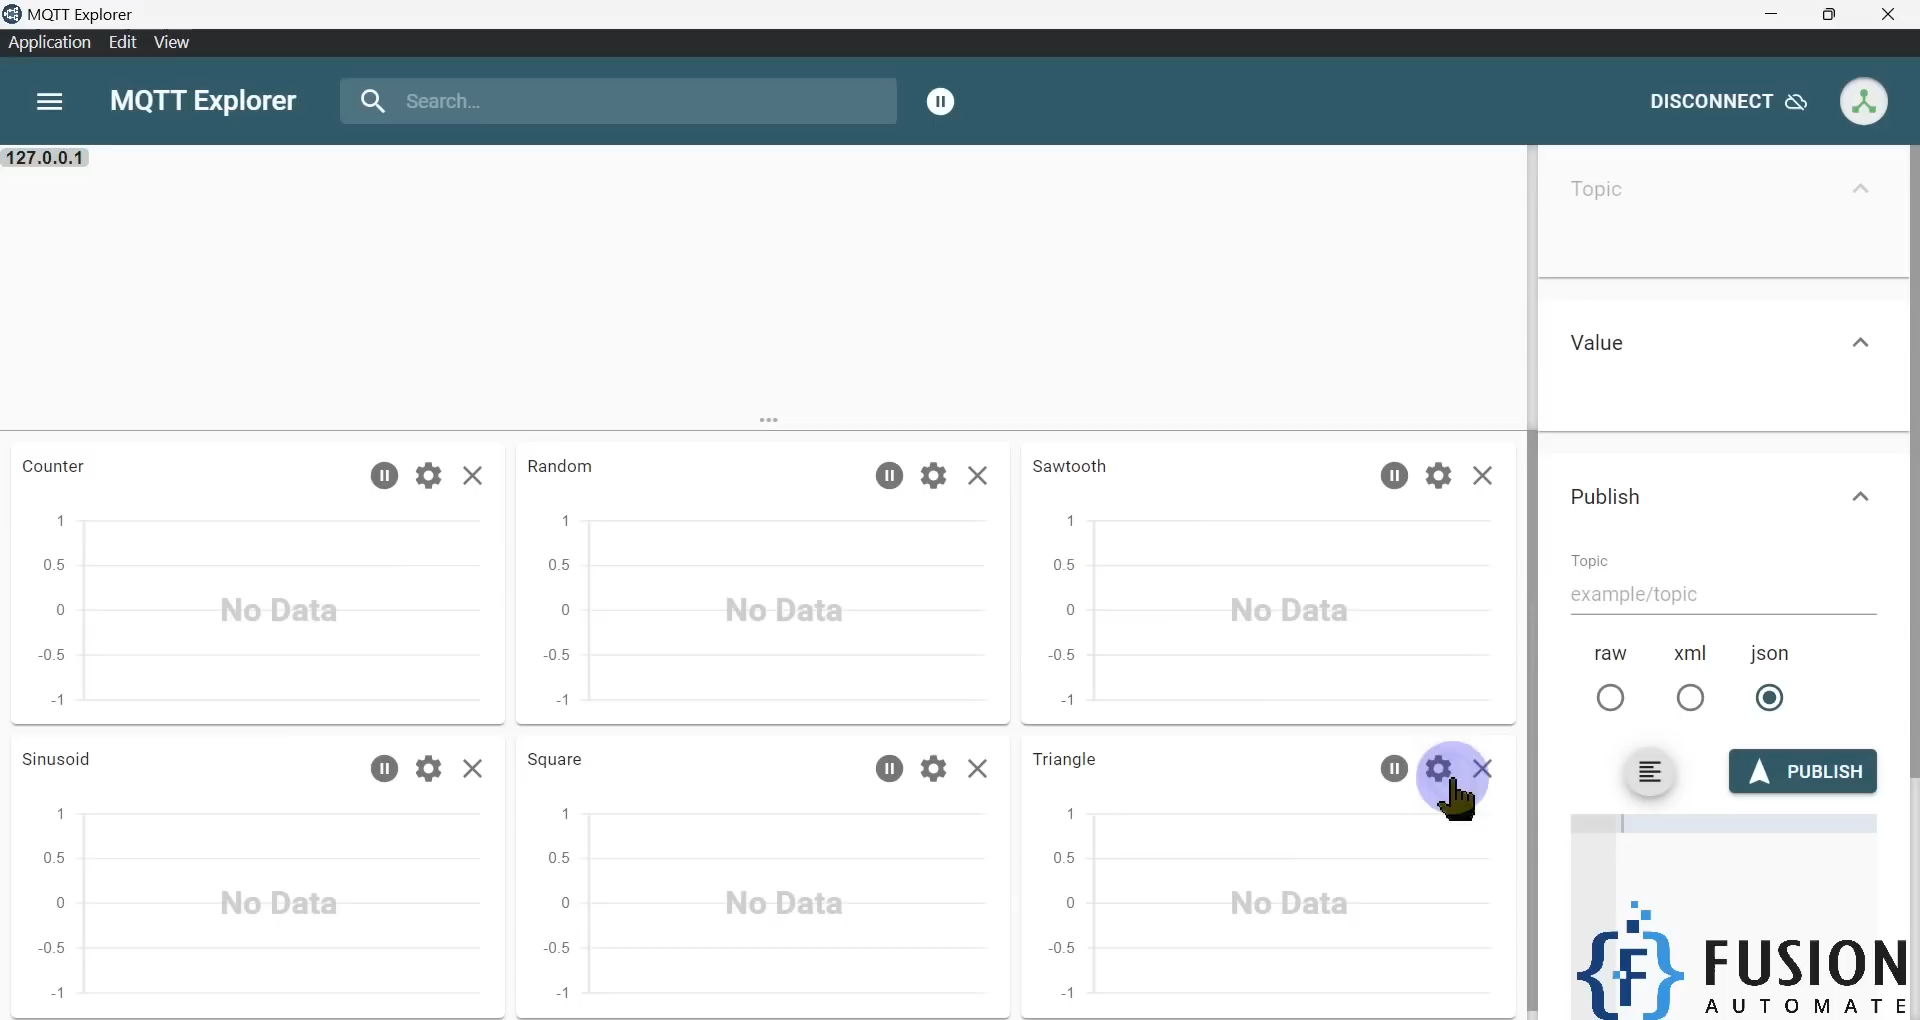 MQTT Explorer
Application Edit View
MQTT Explorer
Search...
DISCONNECT
127.0.0.1
Topic
Value
Counter
1
0.5
0
-0.5
-1
No Data
Random
1
0.5
0
-0.5
-1
No Data
Sawtooth
1
0.5
0
-0.5
-1
No Data
Sinusoid
1
0.5
0
-0.5
-1
No Data
Square
1
0.5
0
-0.5
-1
No Data
Triangle
1
0.5
0
-0.5
-1
No Data
Publish
Topic
example/topic
raw xml json
PUBLISH
F
FUSION
AUTOMATE